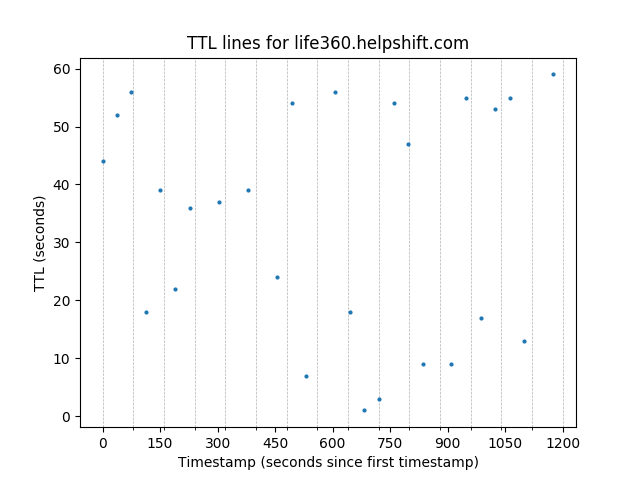 TTL lines for life360.helpshift.com
60
50
40
30
20
10
0
TTL (seconds)
0 150 300 450 600 750 900 1050 1200
Timestamp (seconds since first timestamp)